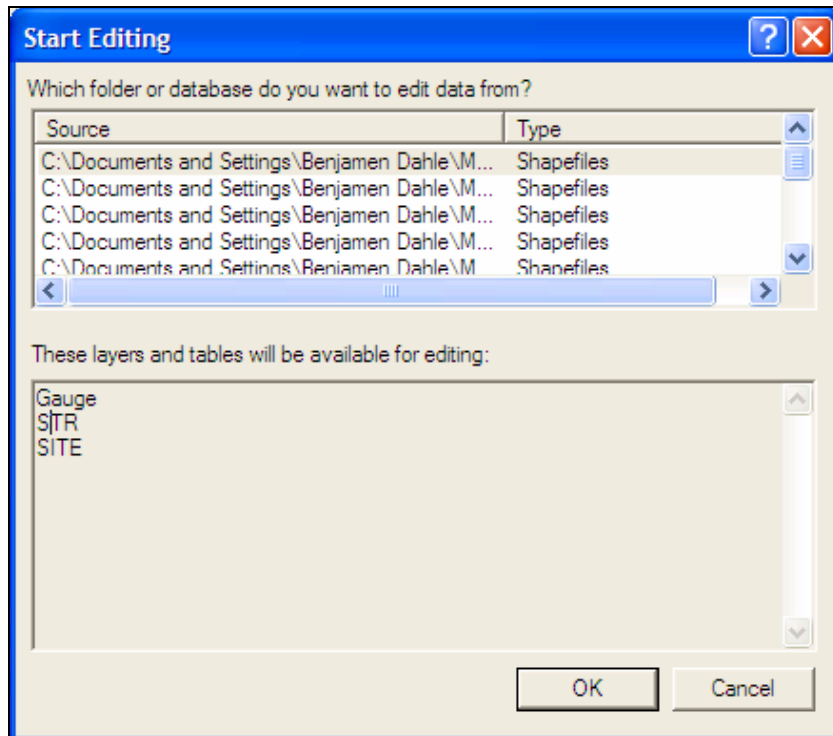 Start Editing
Which folder or database do you want to edit data from?
Source Type
C:\Documents and Settings\Benjamen Dahle\M... Shapefiles
C:\Documents and Settings\Benjamen Dahle\M... Shapefiles
C:\Documents and Settings\Benjamen Dahle\M... Shapefiles
C:\Documents and Settings\Benjamen Dahle\M... Shapefiles
C:\Documents and Settings\Benjamen Dahle\M Shapefiles
These layers and tables will be available for editing:
Gauge
STR
SITE
OK Cancel